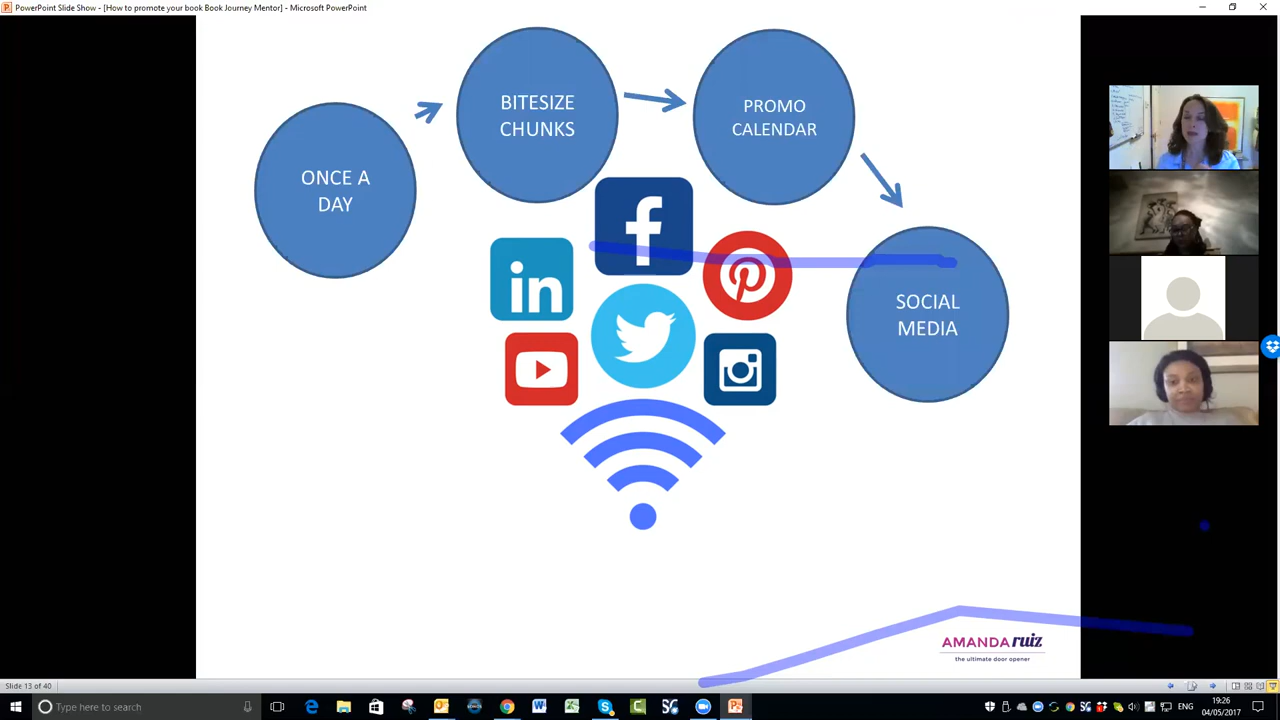 PowerPoint Slide Show - [How to promote your book Book Journey Mentor] - Microsoft PowerPoint
ONCE A
DAY
BITESIZE
CHUNKS
PROMO
CALENDAR
SOCIAL
MEDIA
in
AMANDA ruiz
the ultimate door opener
Slide 13 of 40
Type here to search
ENG
19:26
04/05/2017